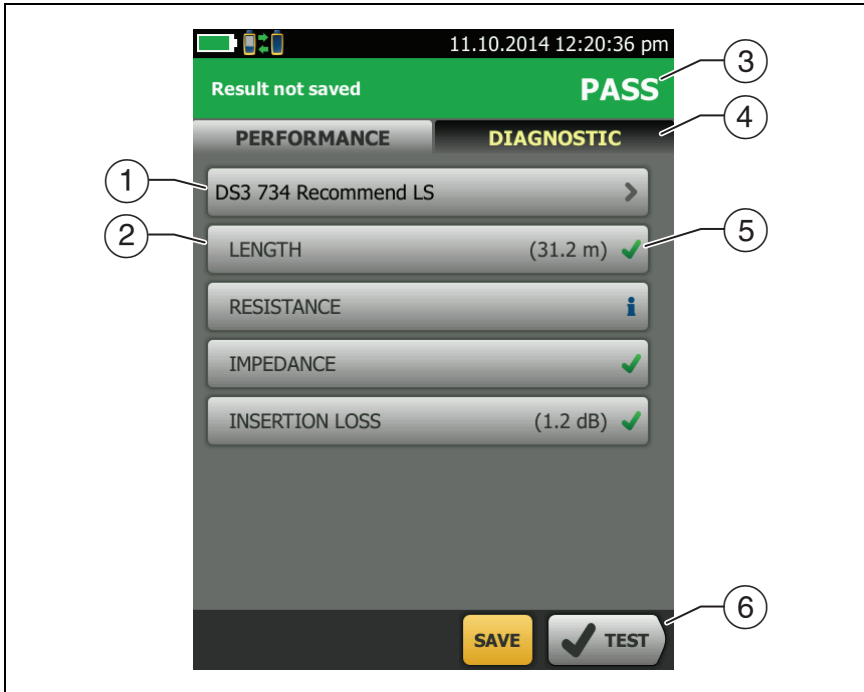 11.10.2014 12:20:36 pm
Result not saved PASS
3
PERFORMANCE DIAGNOSTIC
4
1
DS3 734 Recommend LS
2
LENGTH (31.2 m)
5
RESISTANCE i
IMPEDANCE
INSERTION LOSS (1.2 dB)
SAVE TEST
6